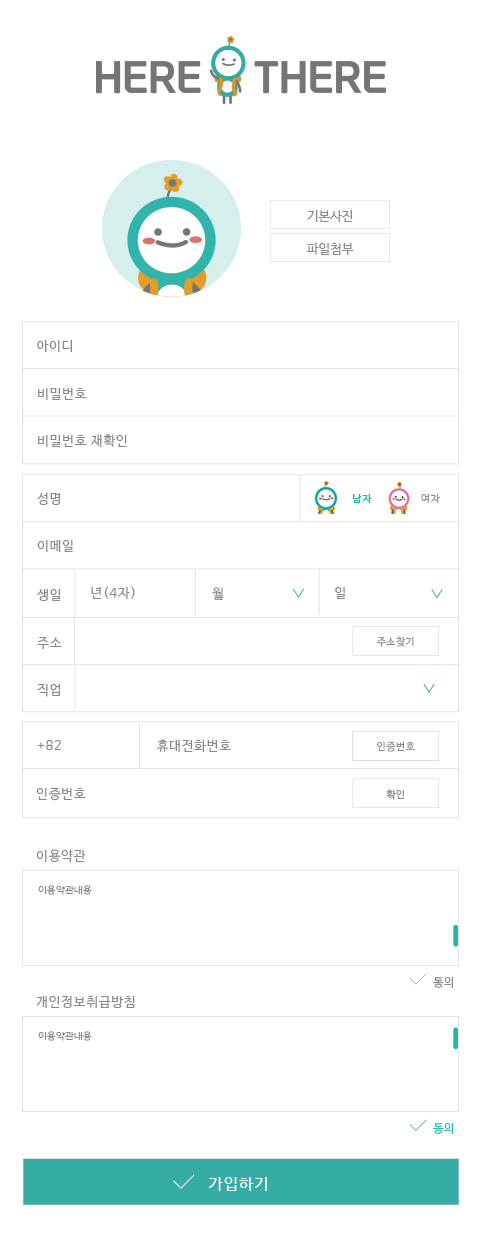 HERE THERE
기본사진
파일첨부
아이디
비밀번호
비밀번호 재확인
성명 남자 여자
이메일
생일 년(4자) 월 일
주소 주소찾기
직업
+82 휴대전화번호 인증번호
인증번호 확인
이용약관
이용약관내용
동의
개인정보취급방침
이용약관내용
동의
가입하기